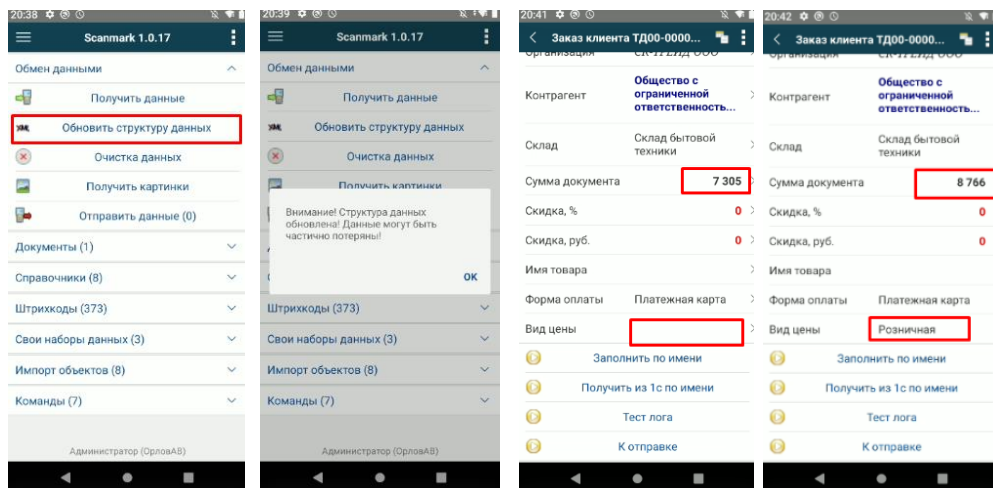 20:38
Scanmark 1.0.17
Обмен данными
Получить данные
XML Обновить структуру данных
Очистка данных
Получить картинки
Отправить данные (0)
Документы (1)
Справочники (8)
Штрихкоды (373)
Свои наборы данных (3)
Импорт объектов (8)
Команды (7)
Администратор (ОрловАВ)
20:39
Scanmark 1.0.17
Обмен данными
Получить данные
XML Обновить структуру данных
Очистка данных
Получить картинки
Внимание! Структура данных
обновлена! Данные могут быть
частично потеряны!
ОК
Штрихкоды (373)
Свои наборы данных (3)
Импорт объектов (8)
Команды (7)
Администратор (ОрловАВ)
20:41
Заказ клиента ТД00-0000...
Организация
Общество с
Контрагент ограниченной
ответственность...
Склад Склад бытовой
техники
Сумма документа 7 305
Скидка, % 0
Скидка, руб. 0
Имя товара
Форма оплаты Платежная карта
Вид цены
Заполнить по имени
Получить из 1с по имени
Тест лога
К отправке
20:42
Заказ клиента ТД00-0000...
Организация
Общество с
Контрагент ограниченной
ответственность...
Склад Склад бытовой
техники
Сумма документа 8 766
Скидка, % 0
Скидка, руб. 0
Имя товара
Форма оплаты Платежная карта
Вид цены Розничная
Заполнить по имени
Получить из 1с по имени
Тест лога
К отправке